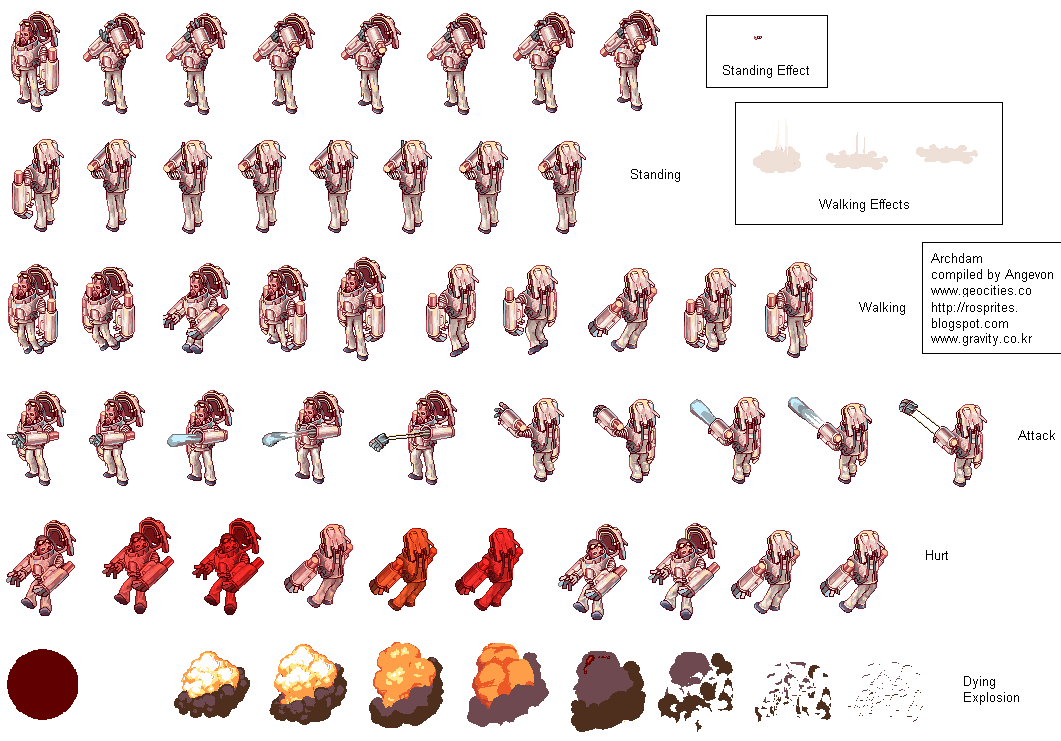 Standing Effect
Standing
Walking Effects
Archdam
compiled by Angevon
www.geocities.co
http://rosprites.
blogspot.com
www.gravity.co.kr
Walking
Attack
Hurt
Dying
Explosion